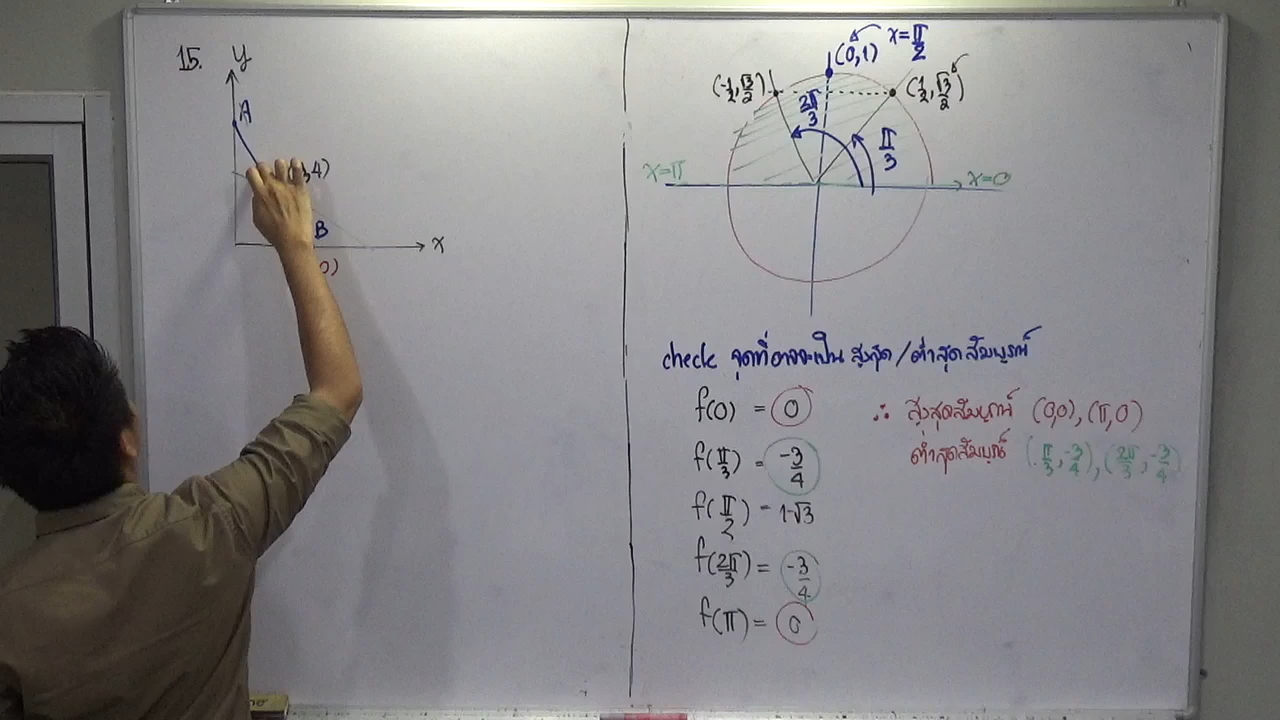 15.
y
A
,4)
B
x
0)
(0,1) x=π/2
(-1/2, √3/2)
(1/2, √3/2)
2π/3
π/3
x=π
x=0
check จุดที่อาจจะเป็น สูงสุด/ต่ำสุดสัมบูรณ์
f(0) = 0
∴ สูงสุดสัมบูรณ์ (0,0), (π,0)
f(π/3) = -3/4
ต่ำสุดสัมบูรณ์ (π/3, -3/4), (2π/3, -3/4)
f(π/2) = 1-√3
f(2π/3) = -3/4
f(π) = 0